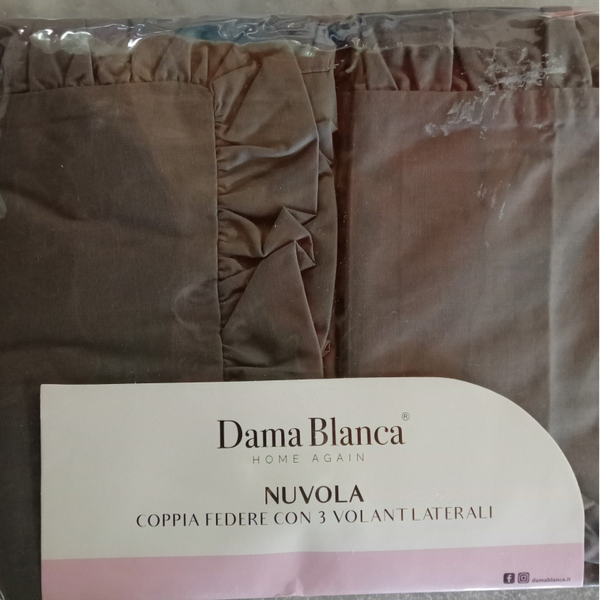 Dama Blanca®
HOME AGAIN
NUVOLA
COPPIA FEDERE CON 3 VOLANT LATERALI
damablanca.it